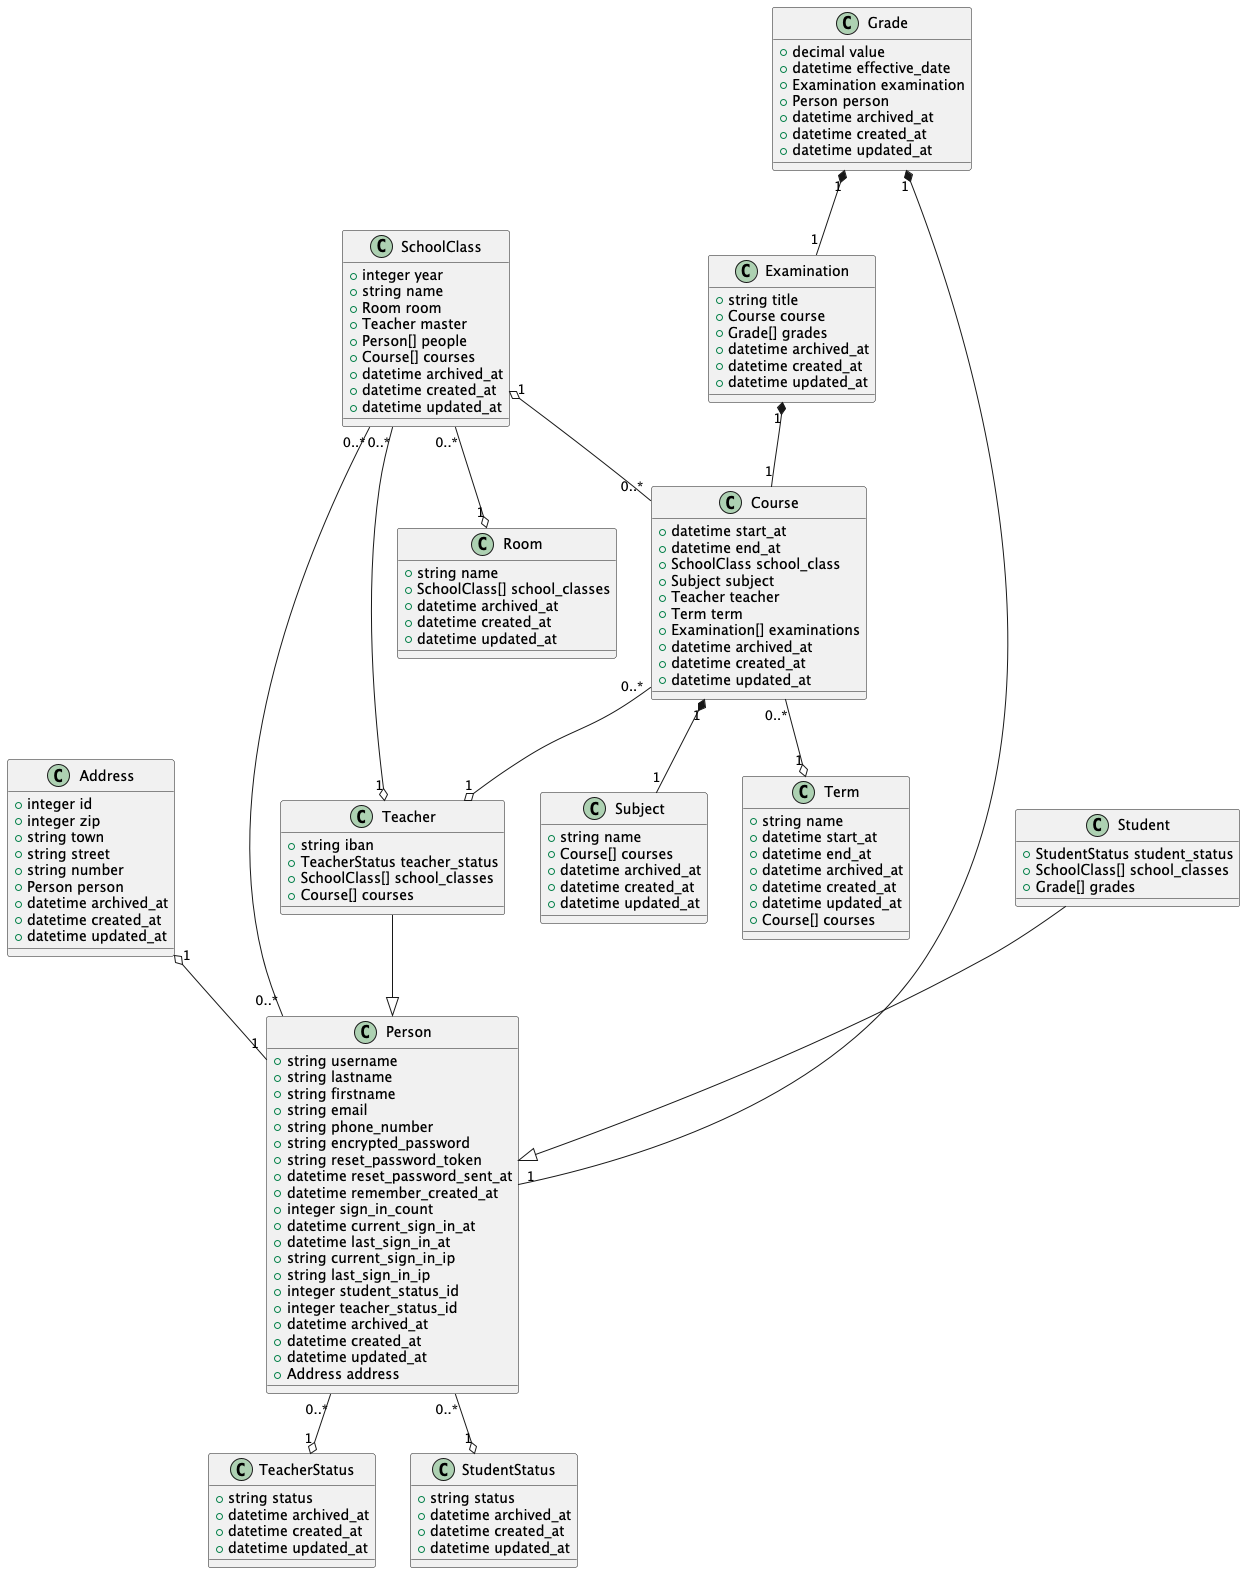 C Grade
decimal value
datetime effective_date
Examination examination
Person person
datetime archived_at
datetime created_at
datetime updated_at
1
1
1
C SchoolClass
integer year
string name
Room room
Teacher master
Person[] people
Course[] courses
datetime archived_at
datetime created_at
datetime updated_at
1
0..*
0..*
0..*
C Examination
string title
Course course
Grade[] grades
datetime archived_at
datetime created_at
datetime updated_at
1
1
0..*
1
C Room
string name
SchoolClass[] school_classes
datetime archived_at
datetime created_at
datetime updated_at
C Course
datetime start_at
datetime end_at
SchoolClass school_class
Subject subject
Teacher teacher
Term term
Examination[] examinations
datetime archived_at
datetime created_at
datetime updated_at
0..*
1
0..*
1
1
1
1
C Address
integer id
integer zip
string town
string street
string number
Person person
datetime archived_at
datetime created_at
datetime updated_at
1
C Teacher
string iban
TeacherStatus teacher_status
SchoolClass[] school_classes
Course[] courses
C Subject
string name
Course[] courses
datetime archived_at
datetime created_at
datetime updated_at
C Term
string name
datetime start_at
datetime end_at
datetime archived_at
datetime created_at
datetime updated_at
Course[] courses
C Student
StudentStatus student_status
SchoolClass[] school_classes
Grade[] grades
0..*
1
C Person
string username
string lastname
string firstname
string email
string phone_number
string encrypted_password
string reset_password_token
datetime reset_password_sent_at
datetime remember_created_at
integer sign_in_count
datetime current_sign_in_at
datetime last_sign_in_at
string current_sign_in_ip
string last_sign_in_ip
integer student_status_id
integer teacher_status_id
datetime archived_at
datetime created_at
datetime updated_at
Address address
1
0..*
0..*
1
1
C TeacherStatus
string status
datetime archived_at
datetime created_at
datetime updated_at
C StudentStatus
string status
datetime archived_at
datetime created_at
datetime updated_at